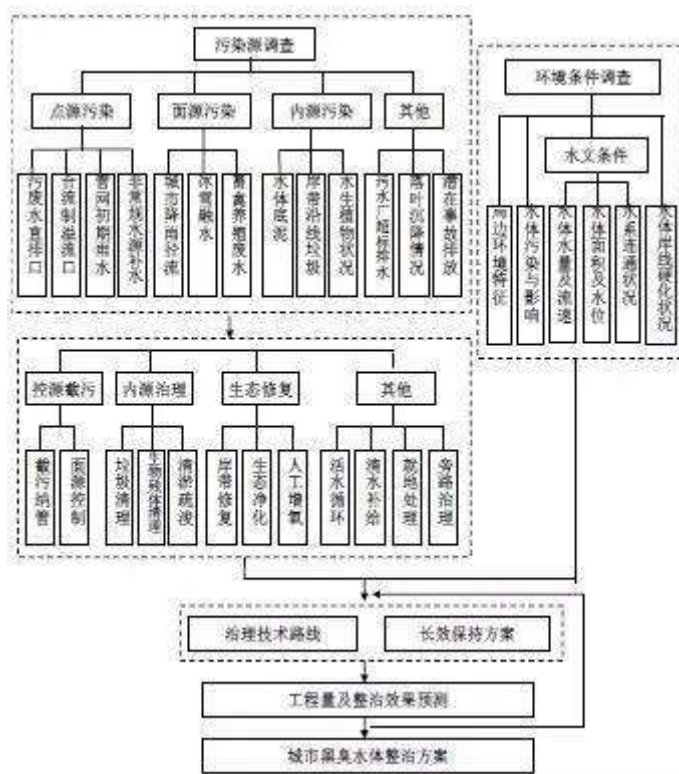 污染源调查
点源污染
面源污染
内源污染
其他
污废水直排口
合流制溢流口
管网初期雨水
非常规水源补水
城市降雨径流
冰雪融水
畜禽养殖废水
水体底泥
岸带沿线垃圾
水生植物状况
污水厂超标排水
落叶沉降情况
潜在事故排放
环境条件调查
水文条件
周边环境特征
水体污染与影响
水体水量及流速
水体面积及水位
水系连通状况
水体岸线硬化状况
控源截污
内源治理
生态修复
其他
截污纳管
面源控制
垃圾清理
生物残体清理
清淤疏浚
岸带修复
生态净化
人工增氧
活水循环
清水补给
就地处理
旁路治理
治理技术路线
长效保持方案
工程量及整治效果预测
城市黑臭水体整治方案